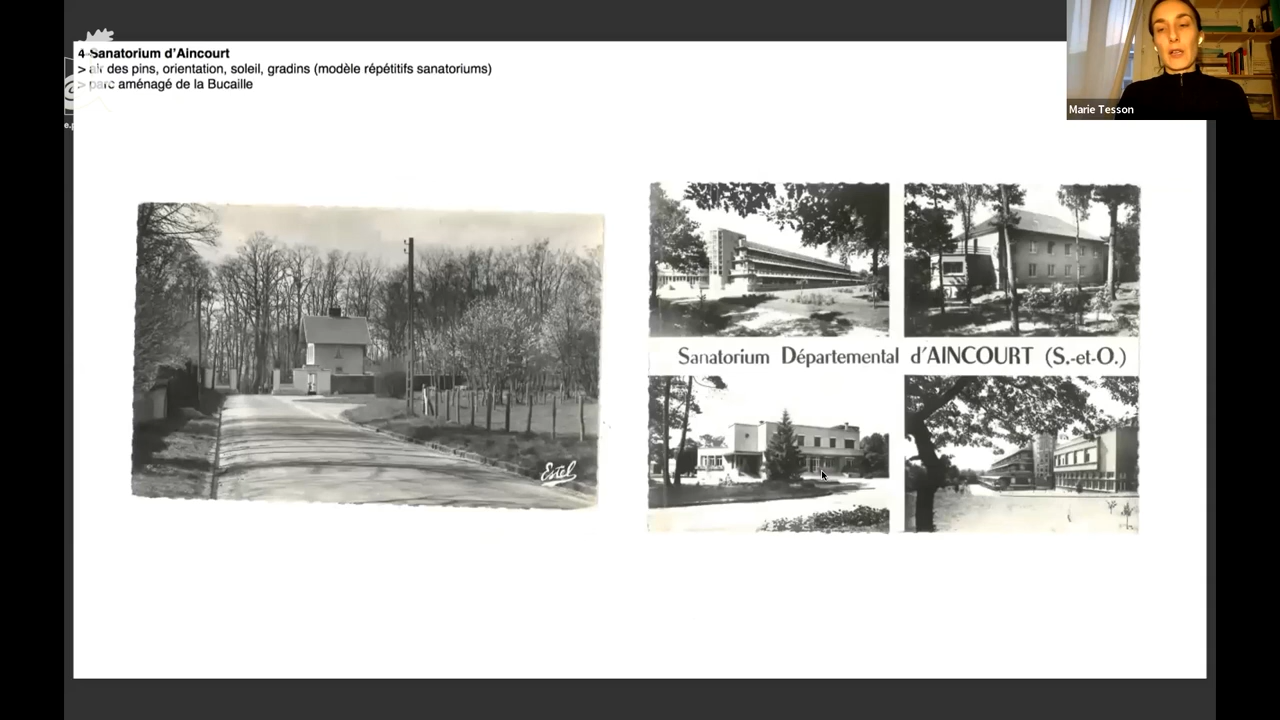 4-Sanatorium d'Aincourt
> air des pins, orientation, soleil, gradins (modèle répétitifs sanatoriums)
> parc aménagé de la Bucaille
Marie Tesson
Sanatorium Départemental d'AINCOURT (S.-et-O.)
Estel